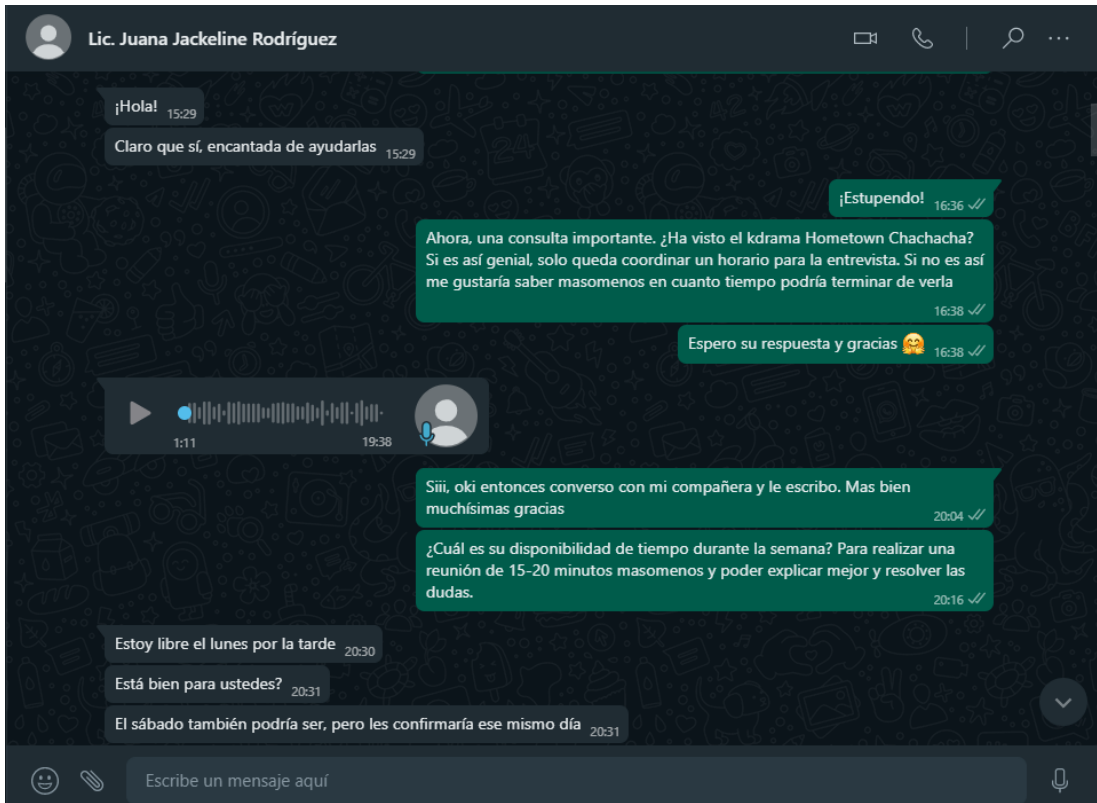 Lic. Juana Jackeline Rodríguez
¡Hola! 15:29
Claro que sí, encantada de ayudarlas 15:29
¡Estupendo! 16:36
Ahora, una consulta importante. ¿Ha visto el kdrama Hometown Chachacha?
Si es así genial, solo queda coordinar un horario para la entrevista. Si no es así
me gustaría saber masomenos en cuanto tiempo podría terminar de verla
16:38
Espero su respuesta y gracias 🤗 16:38
1:11 19:38
Siii, oki entonces converso con mi compañera y le escribo. Mas bien
muchísimas gracias 20:04
¿Cuál es su disponibilidad de tiempo durante la semana? Para realizar una
reunión de 15-20 minutos masomenos y poder explicar mejor y resolver las
dudas. 20:16
Estoy libre el lunes por la tarde 20:30
Está bien para ustedes? 20:31
El sábado también podría ser, pero les confirmaría ese mismo día 20:31
Escribe un mensaje aquí